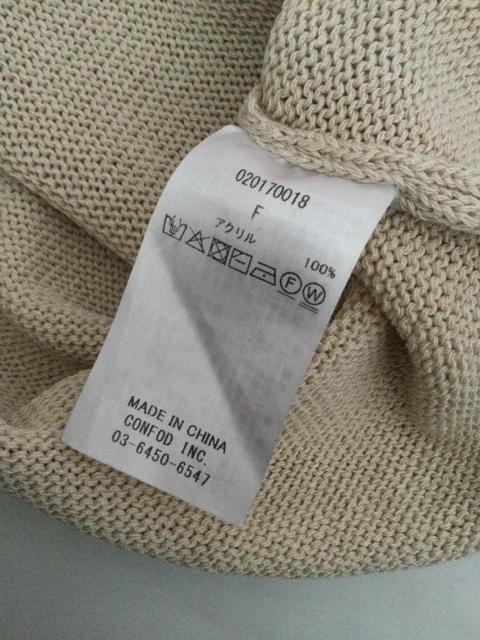 020170018
F
アクリル 100%
F W
MADE IN CHINA
CONFOD INC.
03-6450-6547